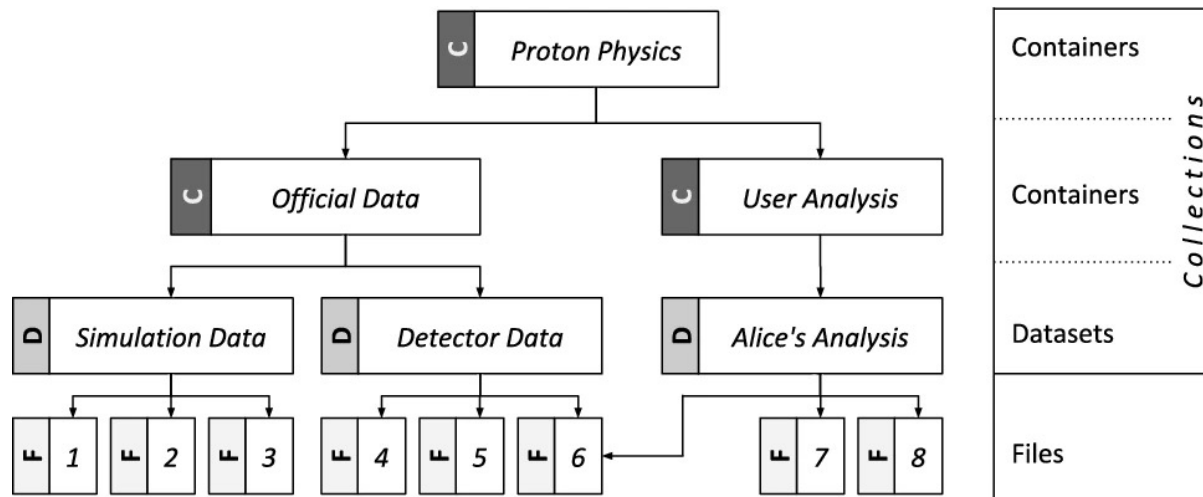 C Proton Physics
Containers
C Official Data
C User Analysis
Containers
Collections
D Simulation Data
D Detector Data
D Alice's Analysis
Datasets
F 1
F 2
F 3
F 4
F 5
F 6
F 7
F 8
Files